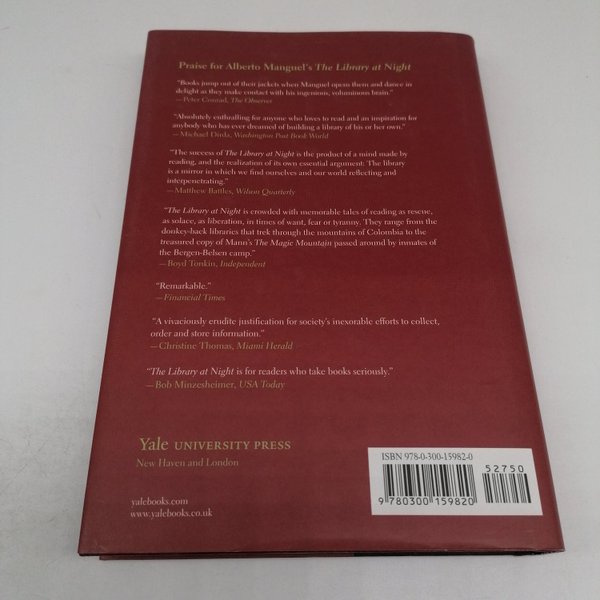 Praise for Alberto Manguel's The Library at Night
"Books jump out of their jackets when Manguel opens them and dance in
delight as they make contact with his ingenious, voluminous brain."
—Peter Conrad, The Observer
"Absolutely enthralling for anyone who loves to read and an inspiration for
anybody who has ever dreamed of building a library of his or her own."
—Michael Dirda, Washington Post Book World
"The success of The Library at Night is the product of a mind made by
reading, and the realization of its own essential argument: The library
is a mirror in which we find ourselves and our world reflecting and
interpenetrating."
—Matthew Battles, Wilson Quarterly
"The Library at Night is crowded with memorable tales of reading as rescue,
as solace, as liberation, in times of want, fear or tyranny. They range from the
donkey-back libraries that trek through the mountains of Colombia to the
treasured copy of Mann's The Magic Mountain passed around by inmates of
the Bergen-Belsen camp."
—Boyd Tonkin, Independent
"Remarkable."
—Financial Times
"A vivaciously erudite justification for society's inexorable efforts to collect,
order and store information."
—Christine Thomas, Miami Herald
"The Library at Night is for readers who take books seriously."
—Bob Minzesheimer, USA Today
Yale UNIVERSITY PRESS
New Haven and London
yalebooks.com
www.yalebooks.co.uk
ISBN 978-0-300-15982-0
52750
9 780300 159820